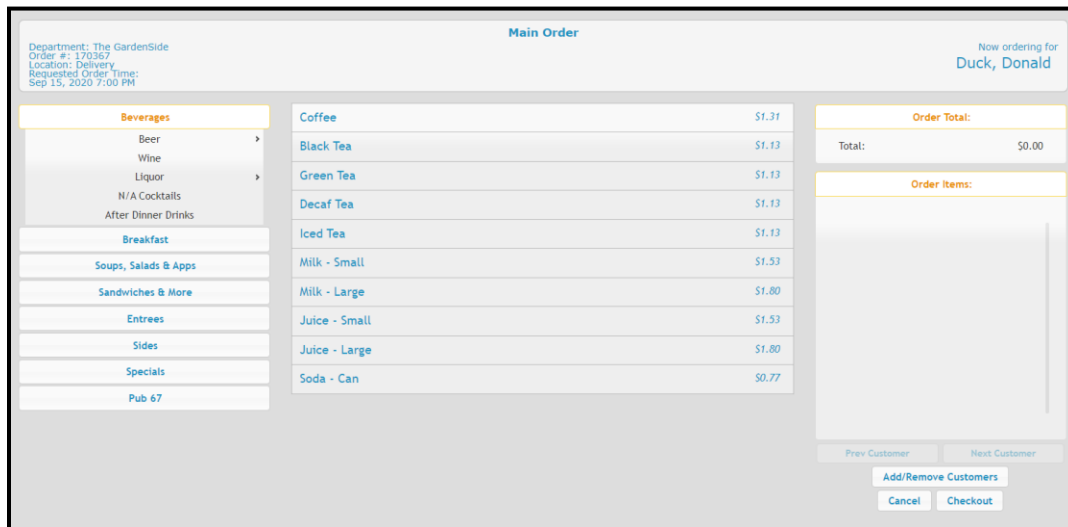 Main Order
Department: The GardenSide
Order #: 170367
Location: Delivery
Requested Order Time:
Sep 15, 2020 7:00 PM
Now ordering for
Duck, Donald
Beverages
Beer
Wine
Liquor
N/A Cocktails
After Dinner Drinks
Breakfast
Soups, Salads & Apps
Sandwiches & More
Entrees
Sides
Specials
Pub 67
Coffee $1.31
Black Tea $1.13
Green Tea $1.13
Decaf Tea $1.13
Iced Tea $1.13
Milk - Small $1.53
Milk - Large $1.80
Juice - Small $1.53
Juice - Large $1.80
Soda - Can $0.77
Order Total:
Total: $0.00
Order Items:
Prev Customer Next Customer
Add/Remove Customers
Cancel Checkout